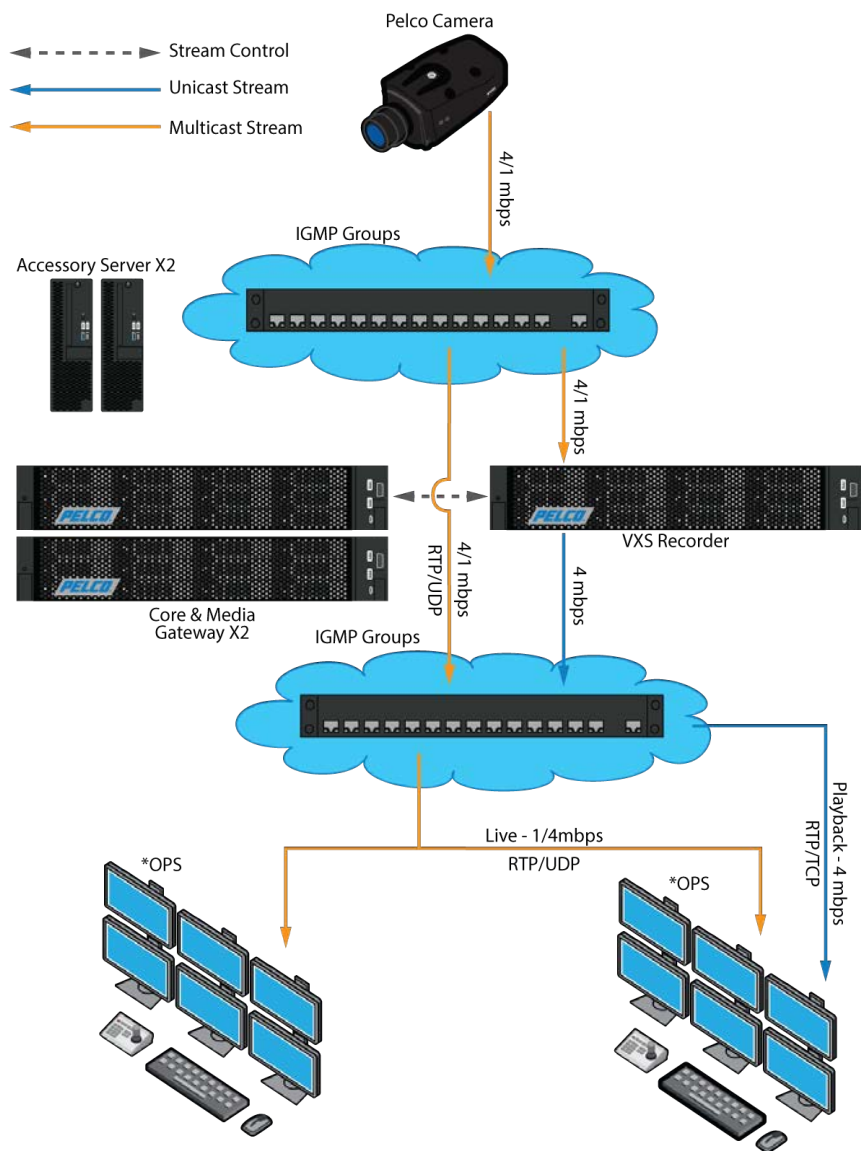 Pelco Camera
Stream Control
Unicast Stream
Multicast Stream
4/1 mbps
IGMP Groups
Accessory Server X2
4/1 mbps
PELCO
PELCO
VXS Recorder
PELCO
4/1 mbps
RTP/UDP
4 mbps
Core & Media
Gateway X2
IGMP Groups
Live - 1/4mbps
RTP/UDP
Playback - 4 mbps
RTP/TCP
*OPS
*OPS